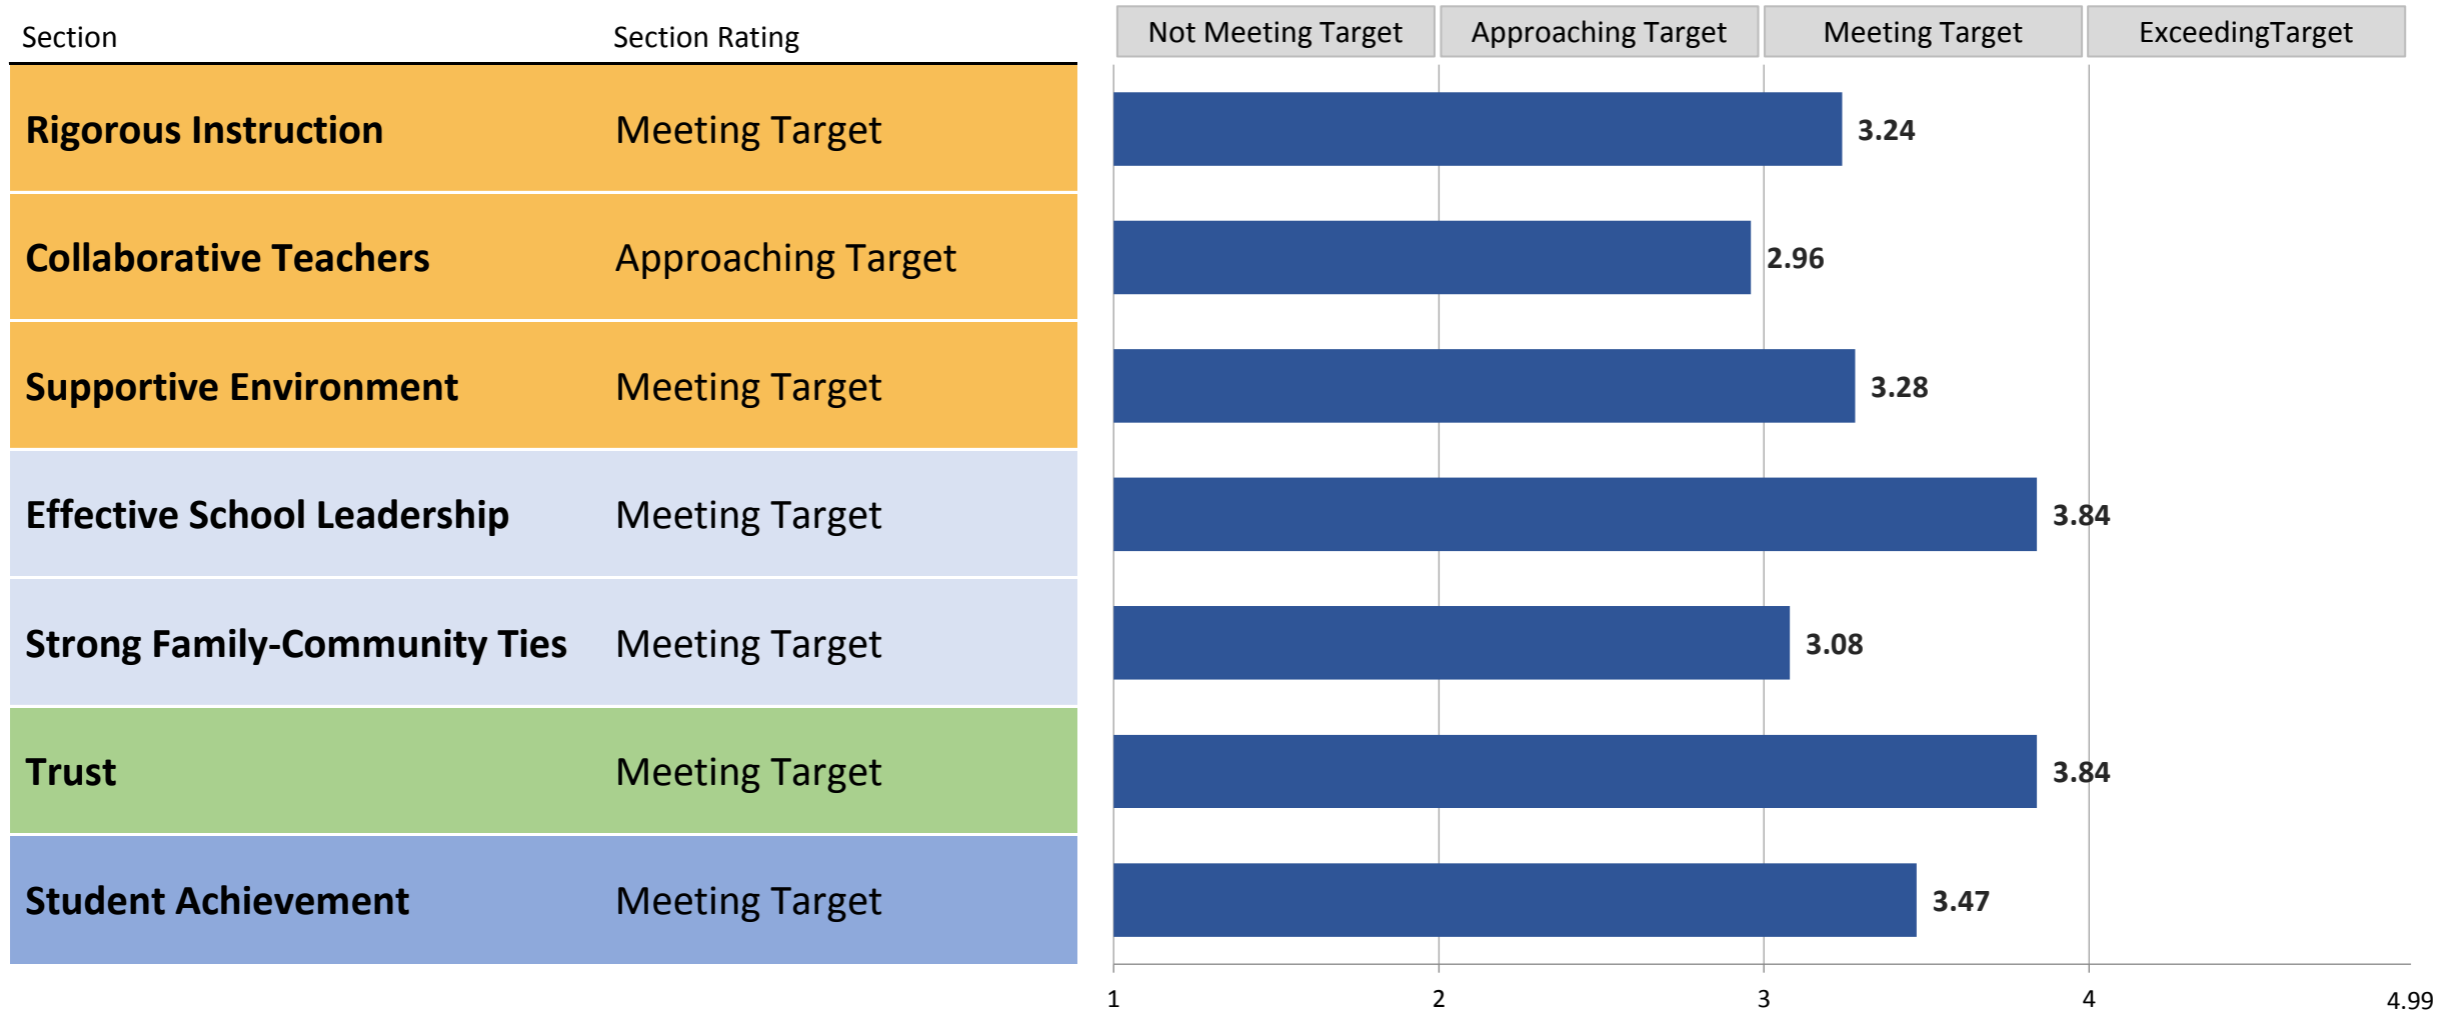 Section Section Rating Not Meeting Target Approaching Target Meeting Target ExceedingTarget
Rigorous Instruction Meeting Target 3.24
Collaborative Teachers Approaching Target 2.96
Supportive Environment Meeting Target 3.28
Effective School Leadership Meeting Target 3.84
Strong Family-Community Ties Meeting Target 3.08
Trust Meeting Target 3.84
Student Achievement Meeting Target 3.47
1 2 3 4 4.99